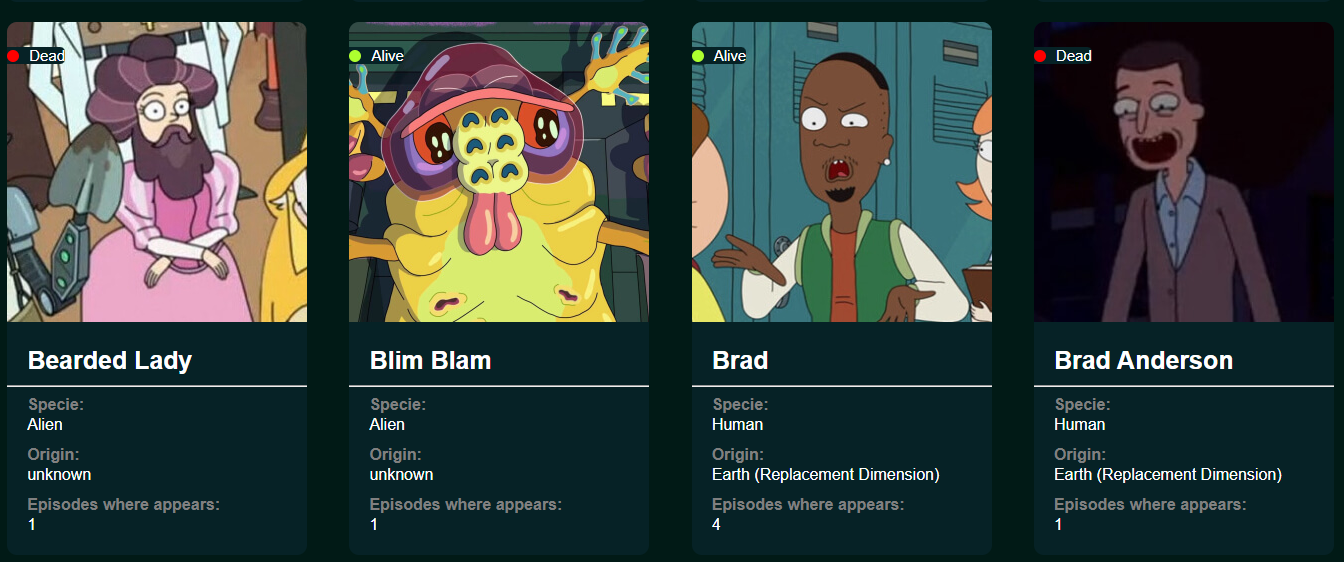 Dead
Bearded Lady
Specie:
Alien
Origin:
unknown
Episodes where appears:
1
Alive
Blim Blam
Specie:
Alien
Origin:
unknown
Episodes where appears:
1
Alive
Brad
Specie:
Human
Origin:
Earth (Replacement Dimension)
Episodes where appears:
4
Dead
Brad Anderson
Specie:
Human
Origin:
Earth (Replacement Dimension)
Episodes where appears:
1